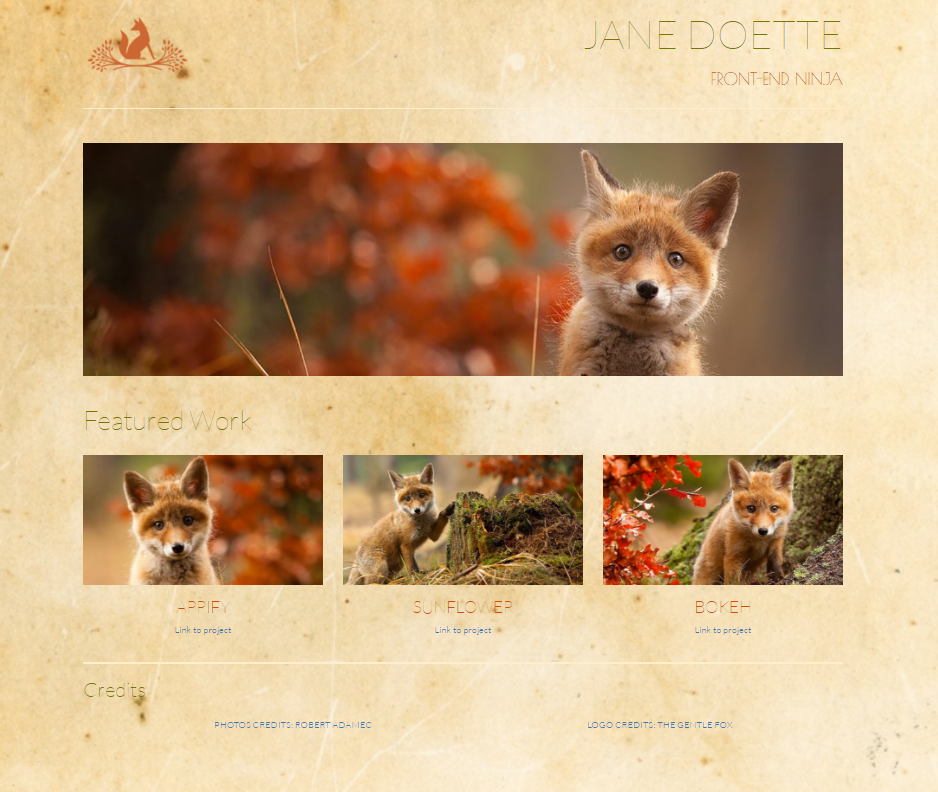 JANE DOETTE
FRONT-END NINJA
Featured Work
APPIFY
SUNFLOWER
BOKEH
Link to project
Link to project
Link to project
Credits
PHOTOS CREDITS: ROBERT ADAMEC
LOGO CREDITS: THE GENTLE FOX